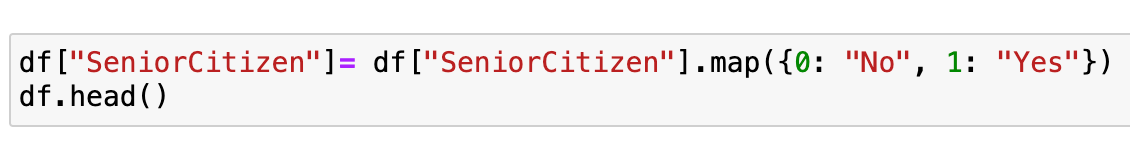 df["SeniorCitizen"]= df["SeniorCitizen"].map({0: "No", 1: "Yes"})
df.head()